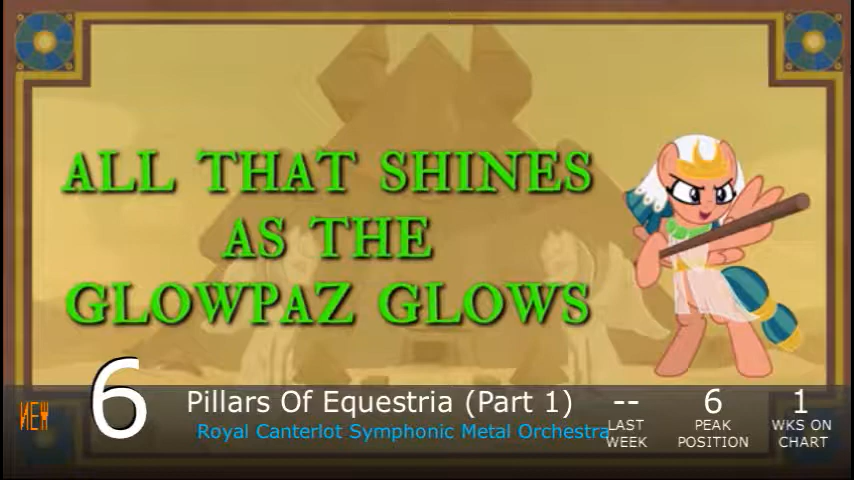 ALL THAT SHINES
AS THE
GLOWPAZ GLOWS
NEW
6
Pillars Of Equestria (Part 1)
Royal Canterlot Symphonic Metal Orchestra
--
LAST
WEEK
6
PEAK
POSITION
1
WKS ON
CHART